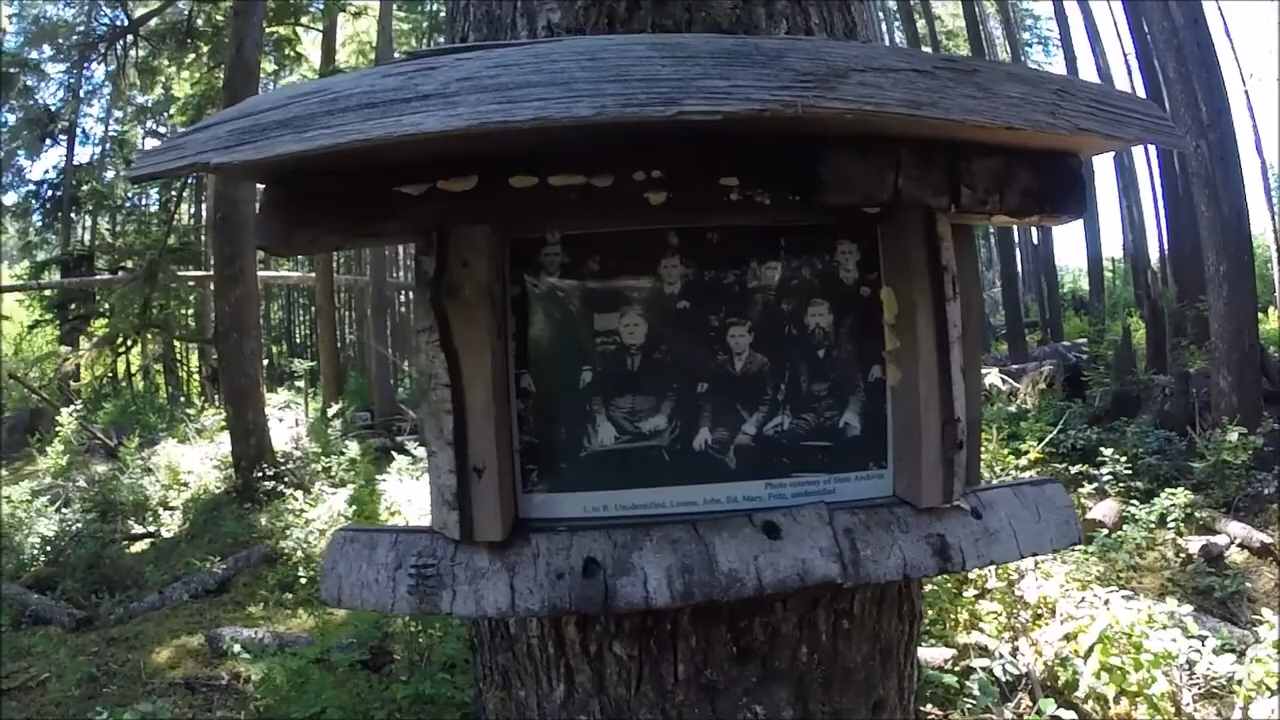 Photo courtesy of State Archives
L to R: Unidentified, Louise, John, Ed, Mary, Fritz, unidentified